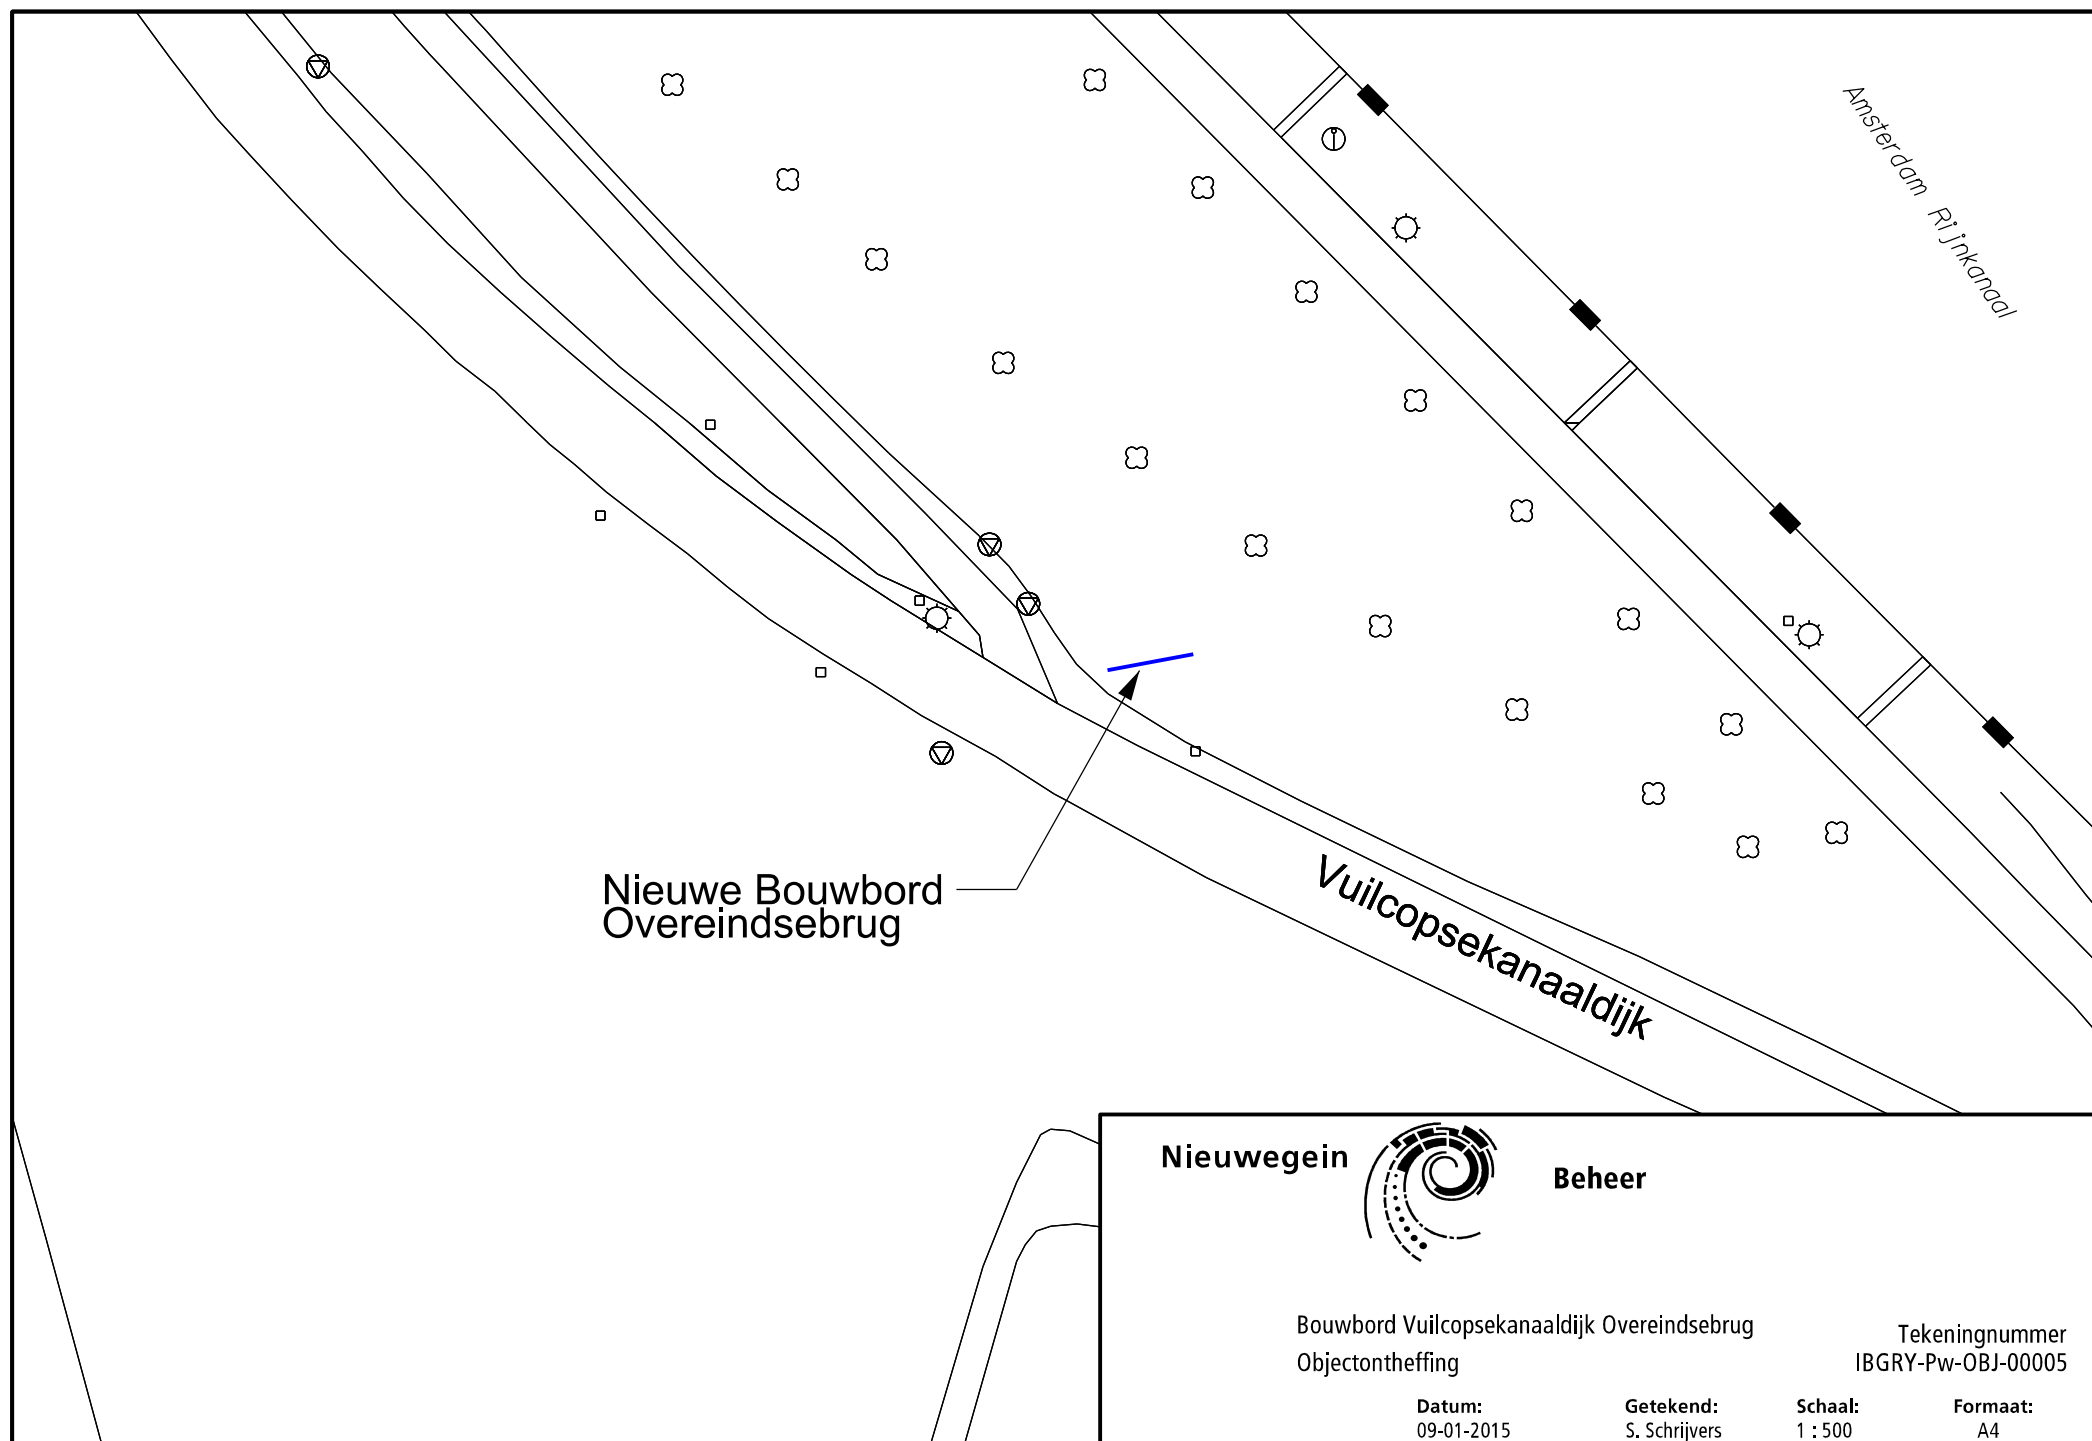 Amsterdam Rijnkanaal
Nieuwe Bouwbord
Overeindsebrug
Vuilcopsekanaaldijk
Nieuwegein
Beheer
Bouwbord Vuilcopsekanaaldijk Overeindsebrug
Objectontheffing
Tekeningnummer
IBGRY-Pw-OBJ-00005
Datum: Getekend: Schaal: Formaat:
09-01-2015 S. Schrijvers 1 : 500 A4